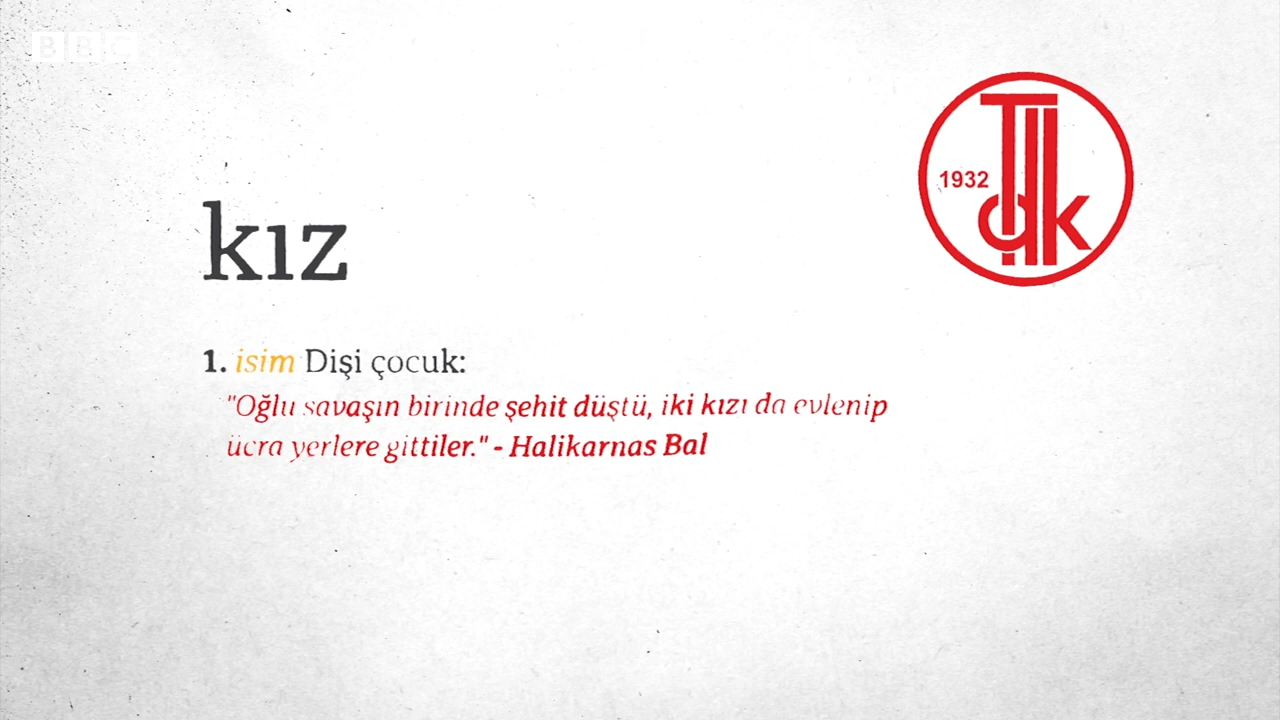 BBC
1932
Tdk
kız
1. isim Dişi çocuk:
"Oğlu savaşın birinde şehit düştü, iki kızı da evlenip
ücra yerlere gittiler." - Halikarnas Bal